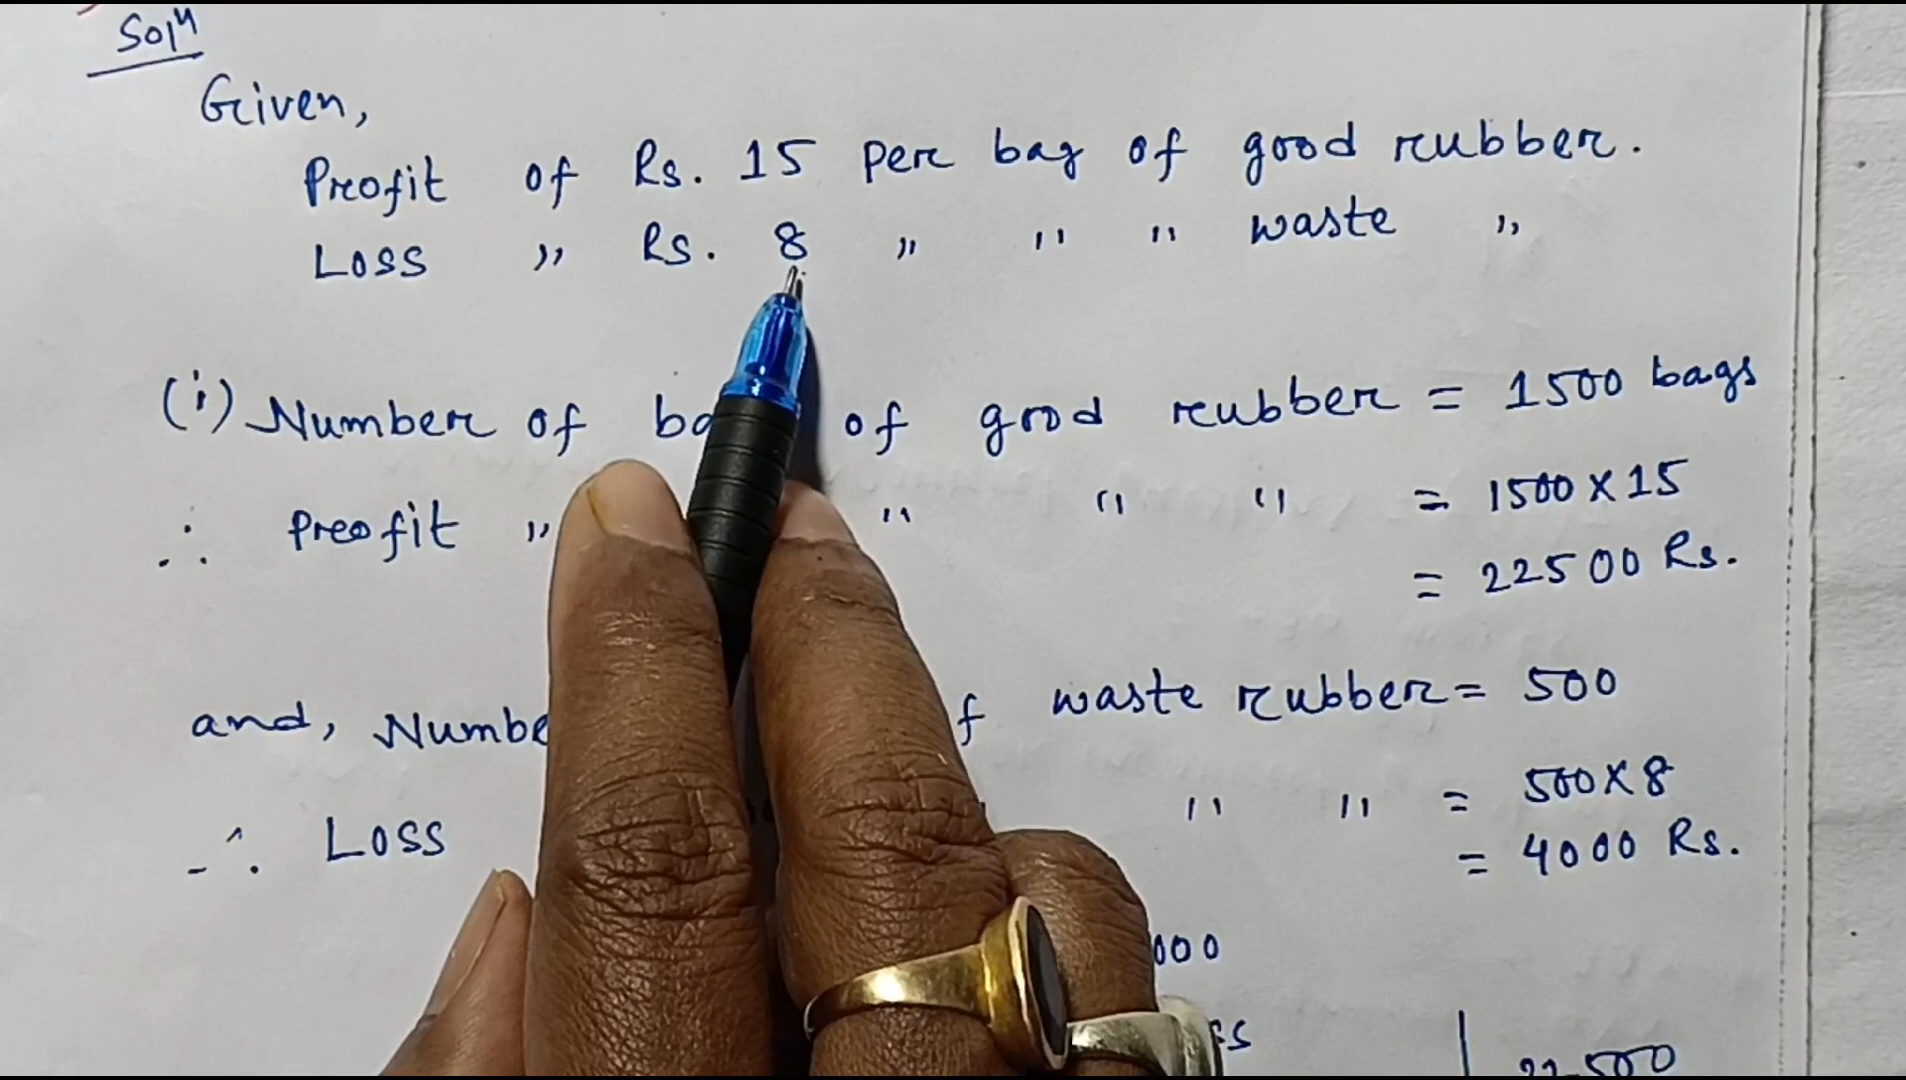 Soln
Given,
Profit of Rs. 15 per bag of good rubber.
Loss " Rs. 8 " " " waste "
(i) Number of of good rubber = 1500 bags
∴ Profit " " " " = 1500 × 15
= 22500 Rs.
and, waste rubber = 500
∴ Loss " " = 500 × 8
= 4000 Rs.
22500